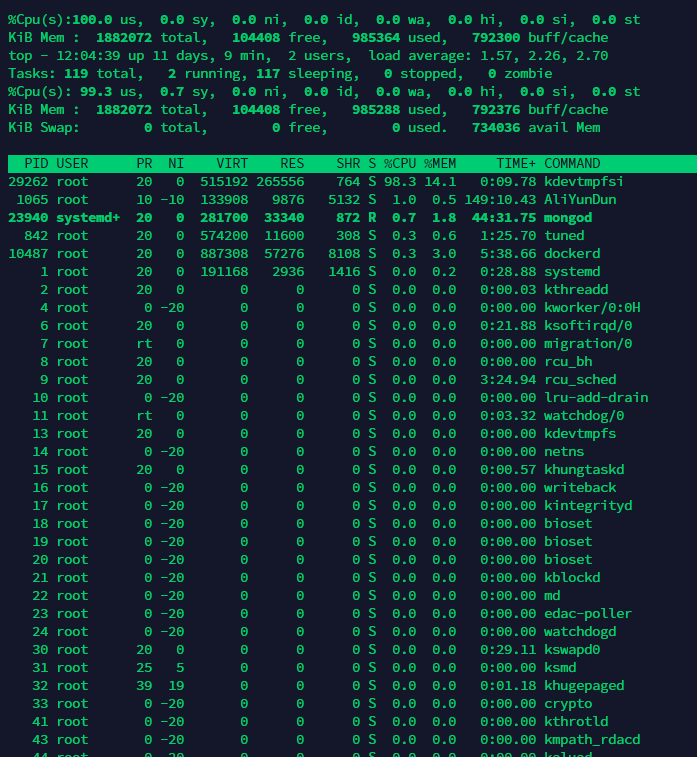 %Cpu(s):100.0 us,  0.0 sy,  0.0 ni,  0.0 id,  0.0 wa,  0.0 hi,  0.0 si,  0.0 st
KiB Mem :  1882072 total,   104408 free,   985364 used,   792300 buff/cache
top - 12:04:39 up 11 days, 9 min,  2 users,  load average: 1.57, 2.26, 2.70
Tasks: 119 total,   2 running, 117 sleeping,   0 stopped,   0 zombie
%Cpu(s): 99.3 us,  0.7 sy,  0.0 ni,  0.0 id,  0.0 wa,  0.0 hi,  0.0 si,  0.0 st
KiB Mem :  1882072 total,   104408 free,   985288 used,   792376 buff/cache
KiB Swap:        0 total,        0 free,        0 used.   734036 avail Mem
PID USER      PR  NI    VIRT    RES    SHR S %CPU %MEM     TIME+ COMMAND
29262 root      20   0  515192 265556    764 S 98.3 14.1   0:09.78 kdevtmpfsi
1065 root      10 -10  133908   9876   5132 S  1.0  0.5 149:10.43 AliYunDun
23940 systemd+  20   0  281700  33340    872 R  0.7  1.8  44:31.75 mongod
842 root      20   0  574200  11600    308 S  0.3  0.6   1:25.70 tuned
10487 root      20   0  887308  57276   8108 S  0.3  3.0   5:38.66 dockerd
1 root      20   0  191168   2936   1416 S  0.0  0.2   0:28.88 systemd
2 root      20   0       0      0      0 S  0.0  0.0   0:00.03 kthreadd
4 root       0 -20       0      0      0 S  0.0  0.0   0:00.00 kworker/0:0H
6 root      20   0       0      0      0 S  0.0  0.0   0:21.88 ksoftirqd/0
7 root      rt   0       0      0      0 S  0.0  0.0   0:00.00 migration/0
8 root      20   0       0      0      0 S  0.0  0.0   0:00.00 rcu_bh
9 root      20   0       0      0      0 S  0.0  0.0   3:24.94 rcu_sched
10 root       0 -20       0      0      0 S  0.0  0.0   0:00.00 lru-add-drain
11 root      rt   0       0      0      0 S  0.0  0.0   0:03.32 watchdog/0
13 root      20   0       0      0      0 S  0.0  0.0   0:00.00 kdevtmpfs
14 root       0 -20       0      0      0 S  0.0  0.0   0:00.00 netns
15 root      20   0       0      0      0 S  0.0  0.0   0:00.57 khungtaskd
16 root       0 -20       0      0      0 S  0.0  0.0   0:00.00 writeback
17 root       0 -20       0      0      0 S  0.0  0.0   0:00.00 kintegrityd
18 root       0 -20       0      0      0 S  0.0  0.0   0:00.00 bioset
19 root       0 -20       0      0      0 S  0.0  0.0   0:00.00 bioset
20 root       0 -20       0      0      0 S  0.0  0.0   0:00.00 bioset
21 root       0 -20       0      0      0 S  0.0  0.0   0:00.00 kblockd
22 root       0 -20       0      0      0 S  0.0  0.0   0:00.00 md
23 root       0 -20       0      0      0 S  0.0  0.0   0:00.00 edac-poller
24 root       0 -20       0      0      0 S  0.0  0.0   0:00.00 watchdogd
30 root      20   0       0      0      0 S  0.0  0.0   0:29.11 kswapd0
31 root      25   5       0      0      0 S  0.0  0.0   0:00.00 ksmd
32 root      39  19       0      0      0 S  0.0  0.0   0:01.18 khugepaged
33 root       0 -20       0      0      0 S  0.0  0.0   0:00.00 crypto
41 root       0 -20       0      0      0 S  0.0  0.0   0:00.00 kthrotld
43 root       0 -20       0      0      0 S  0.0  0.0   0:00.00 kmpath_rdacd
44 root       0 -20       0      0      0 S  0.0  0.0   0:00.00